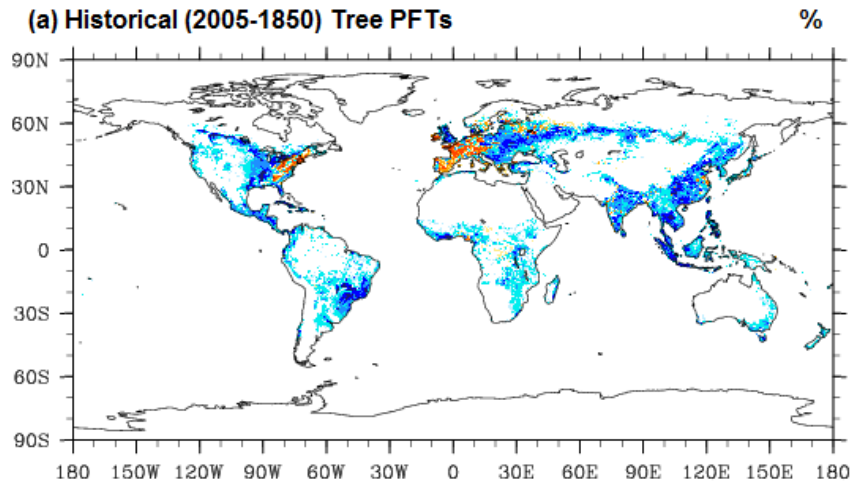 (a) Historical (2005-1850) Tree PFTs %
90N
60N
30N
0
30S
60S
90S
180 150W 120W 90W 60W 30W 0 30E 60E 90E 120E 150E 180